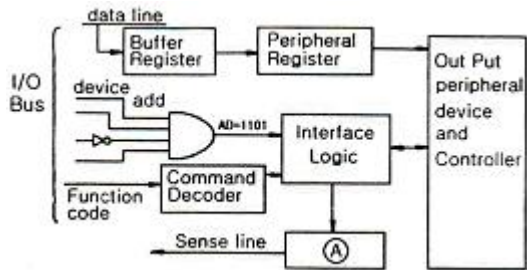 data line
Buffer
Register
Peripheral
Register
Out Put
peripheral
device
and
Controller
I/O
Bus
device
add
AD=1101
Interface
Logic
Command
Decoder
Function
code
Sense line
A